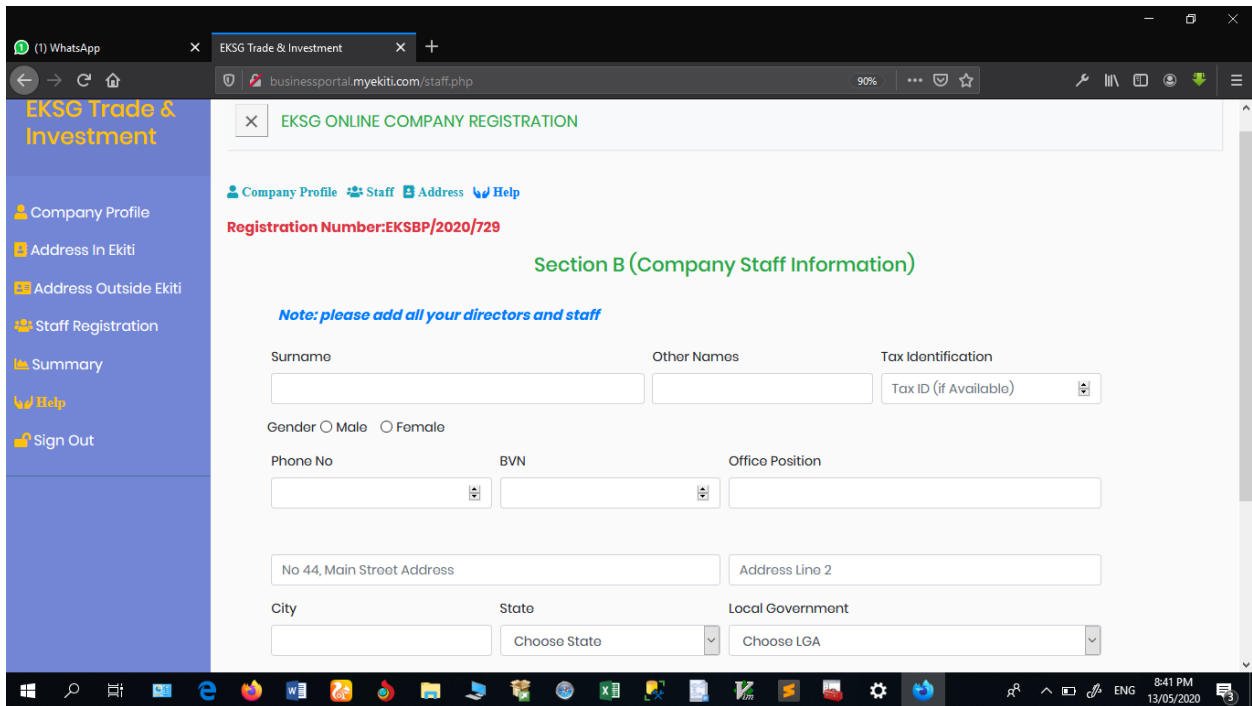 (1) WhatsApp
EKSG Trade & Investment
businessportal.myekiti.com/staff.php
90%
EKSG Trade &
Investment
Company Profile
Address In Ekiti
Address Outside Ekiti
Staff Registration
Summary
Help
Sign Out
EKSG ONLINE COMPANY REGISTRATION
Company Profile Staff Address Help
Registration Number:EKSBP/2020/729
Section B (Company Staff Information)
Note: please add all your directors and staff
Surname Other Names Tax Identification
Tax ID (if Available)
Gender Male Female
Phone No BVN Office Position
No 44, Main Street Address Address Line 2
City State Local Government
Choose State Choose LGA
ENG
8:41 PM
13/05/2020
3